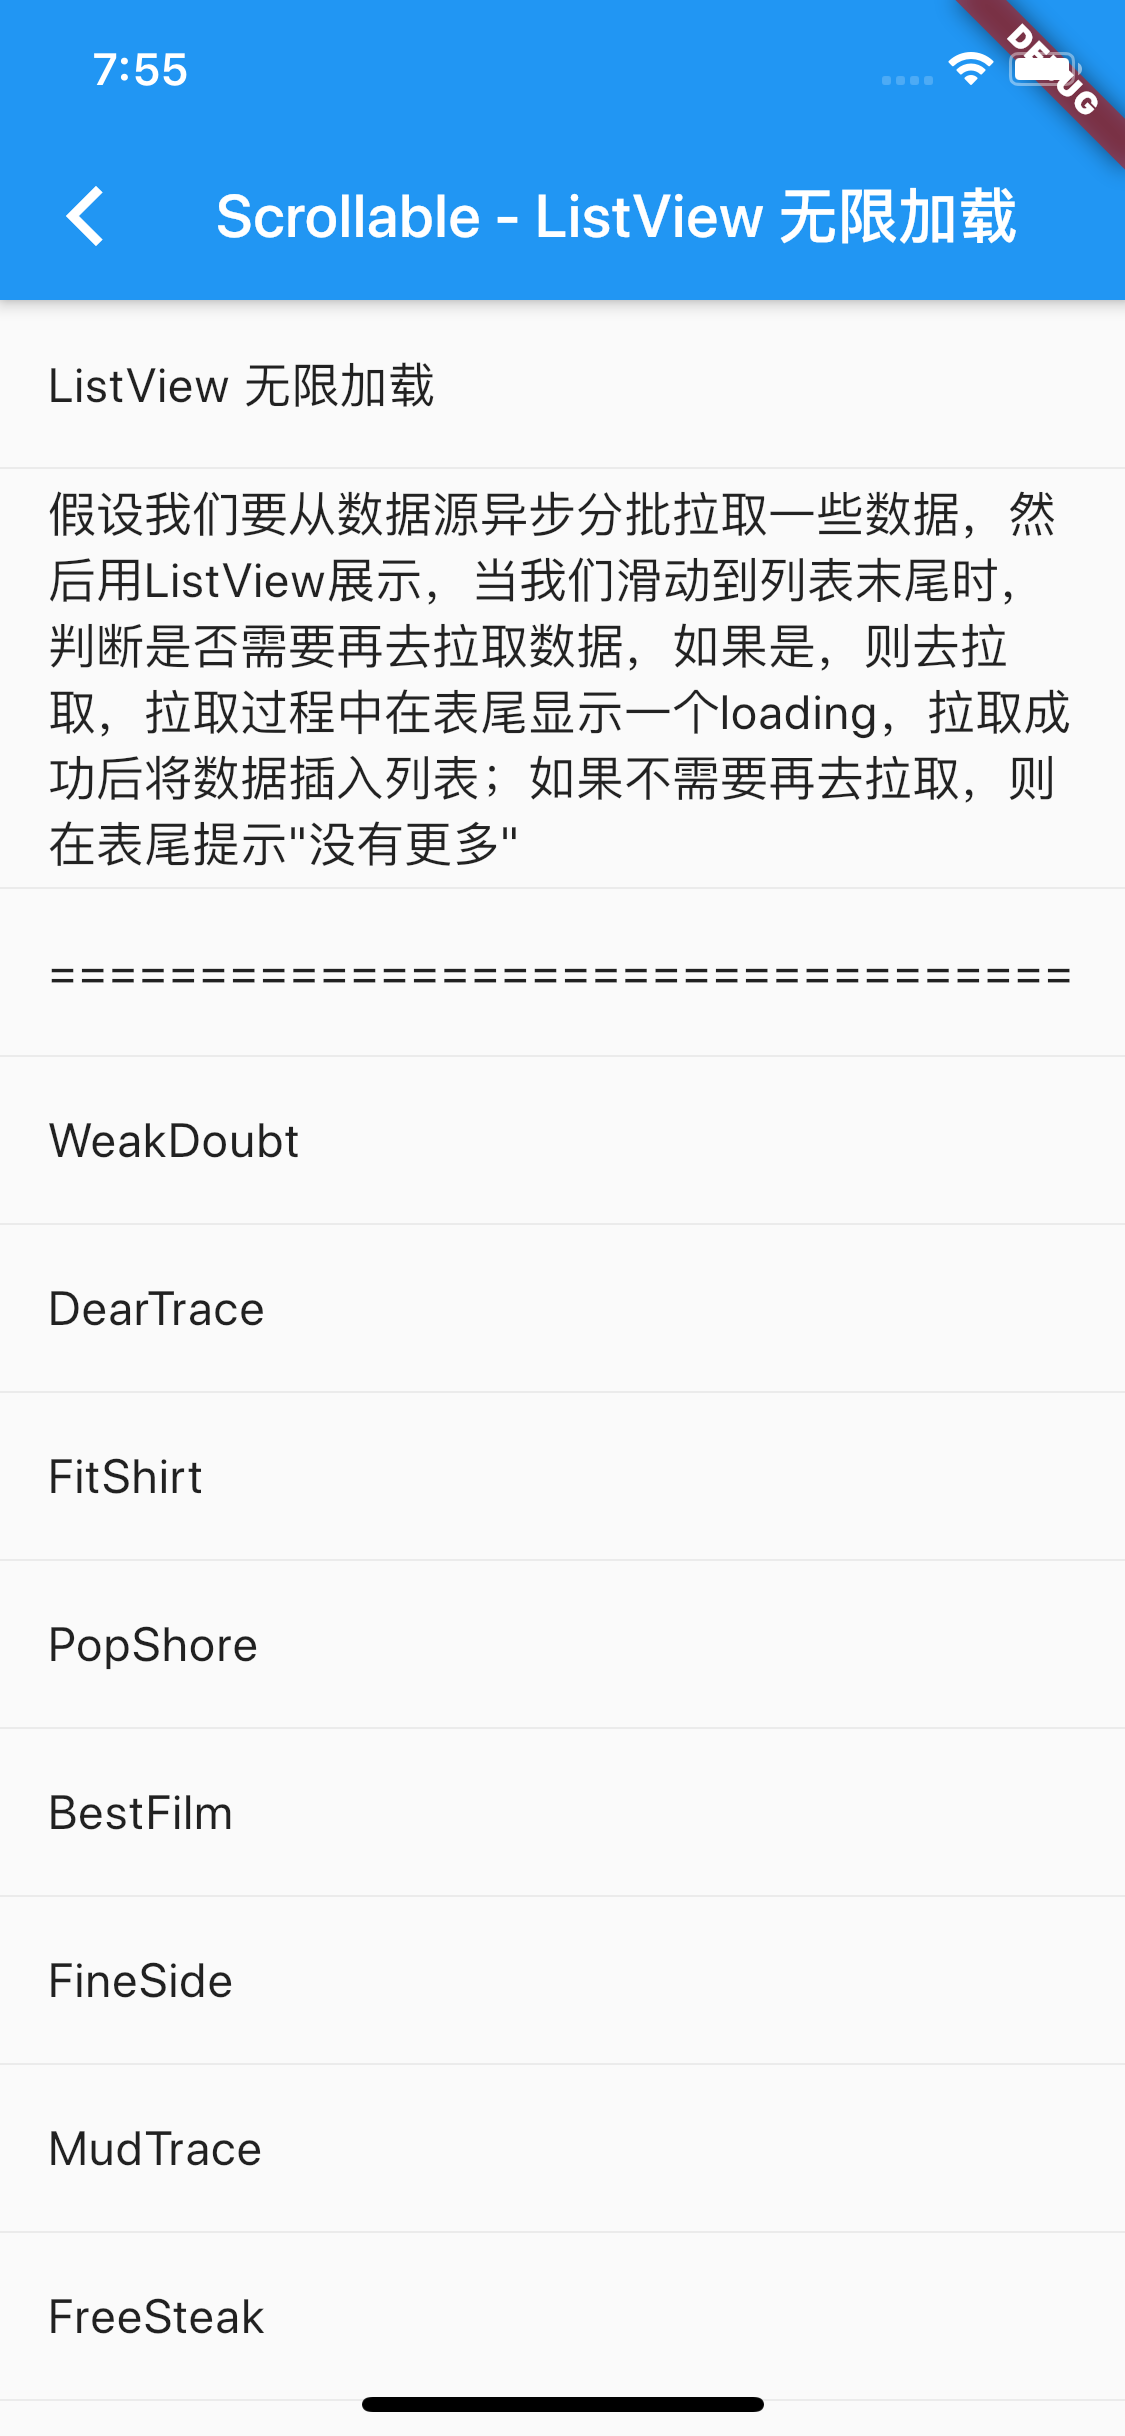 7:55
DEBUG
Scrollable - ListView 无限加载
ListView 无限加载
假设我们要从数据源异步分批拉取一些数据，然
后用ListView展示，当我们滑动到列表末尾时，
判断是否需要再去拉取数据，如果是，则去拉
取，拉取过程中在表尾显示一个loading，拉取成
功后将数据插入列表；如果不需要再去拉取，则
在表尾提示"没有更多"
==================================
WeakDoubt
DearTrace
FitShirt
PopShore
BestFilm
FineSide
MudTrace
FreeSteak